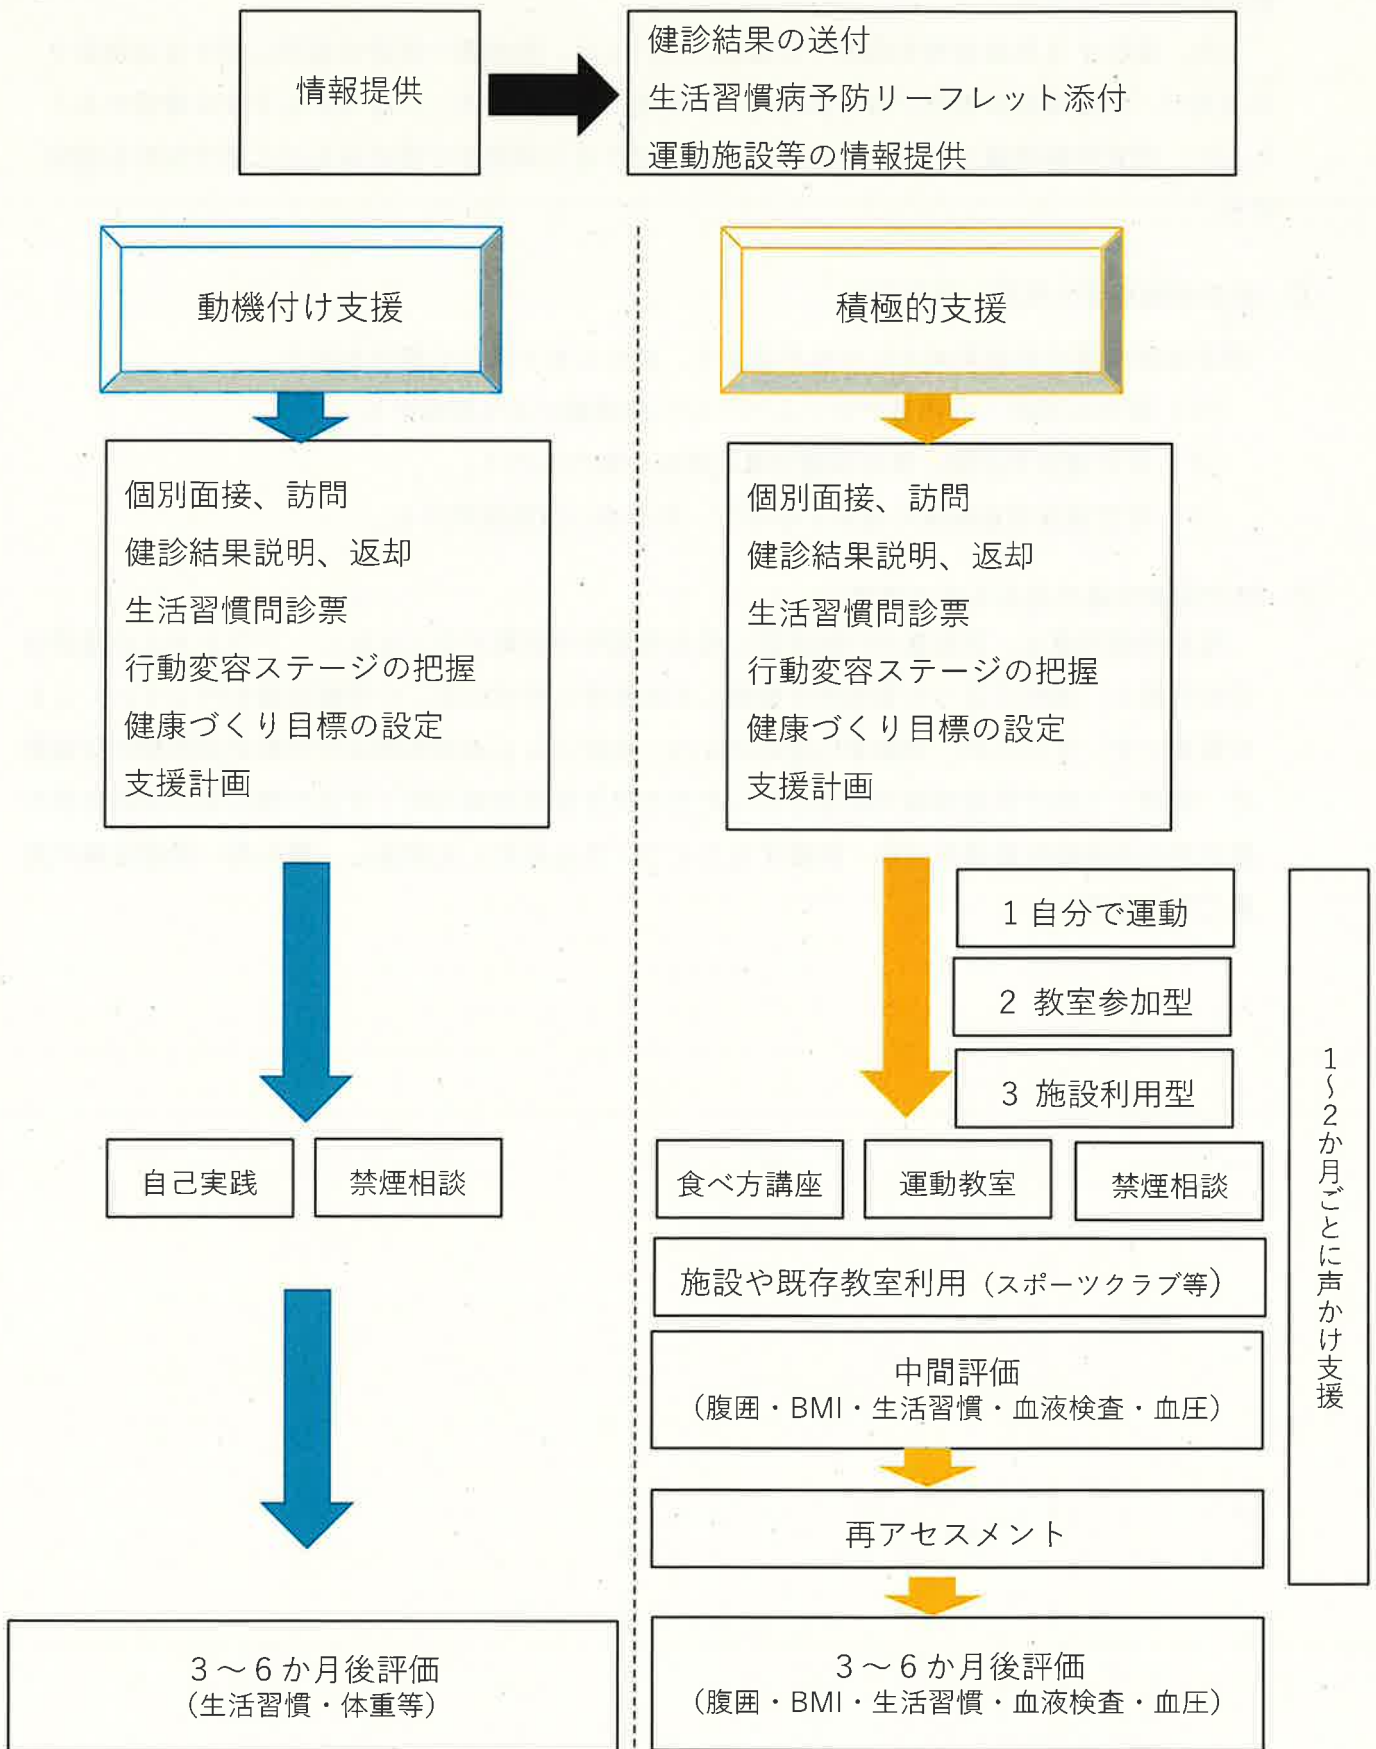 情報提供
健診結果の送付
生活習慣病予防リーフレット添付
運動施設等の情報提供
動機付け支援
個別面接、訪問
健診結果説明、返却
生活習慣問診票
行動変容ステージの把握
健康づくり目標の設定
支援計画
自己実践
禁煙相談
3～6か月後評価
（生活習慣・体重等）
積極的支援
個別面接、訪問
健診結果説明、返却
生活習慣問診票
行動変容ステージの把握
健康づくり目標の設定
支援計画
1 自分で運動
2 教室参加型
3 施設利用型
食べ方講座
運動教室
禁煙相談
施設や既存教室利用（スポーツクラブ等）
中間評価
（腹囲・BMI・生活習慣・血液検査・血圧）
再アセスメント
3～6か月後評価
（腹囲・BMI・生活習慣・血液検査・血圧）
1～2か月ごとに声かけ支援